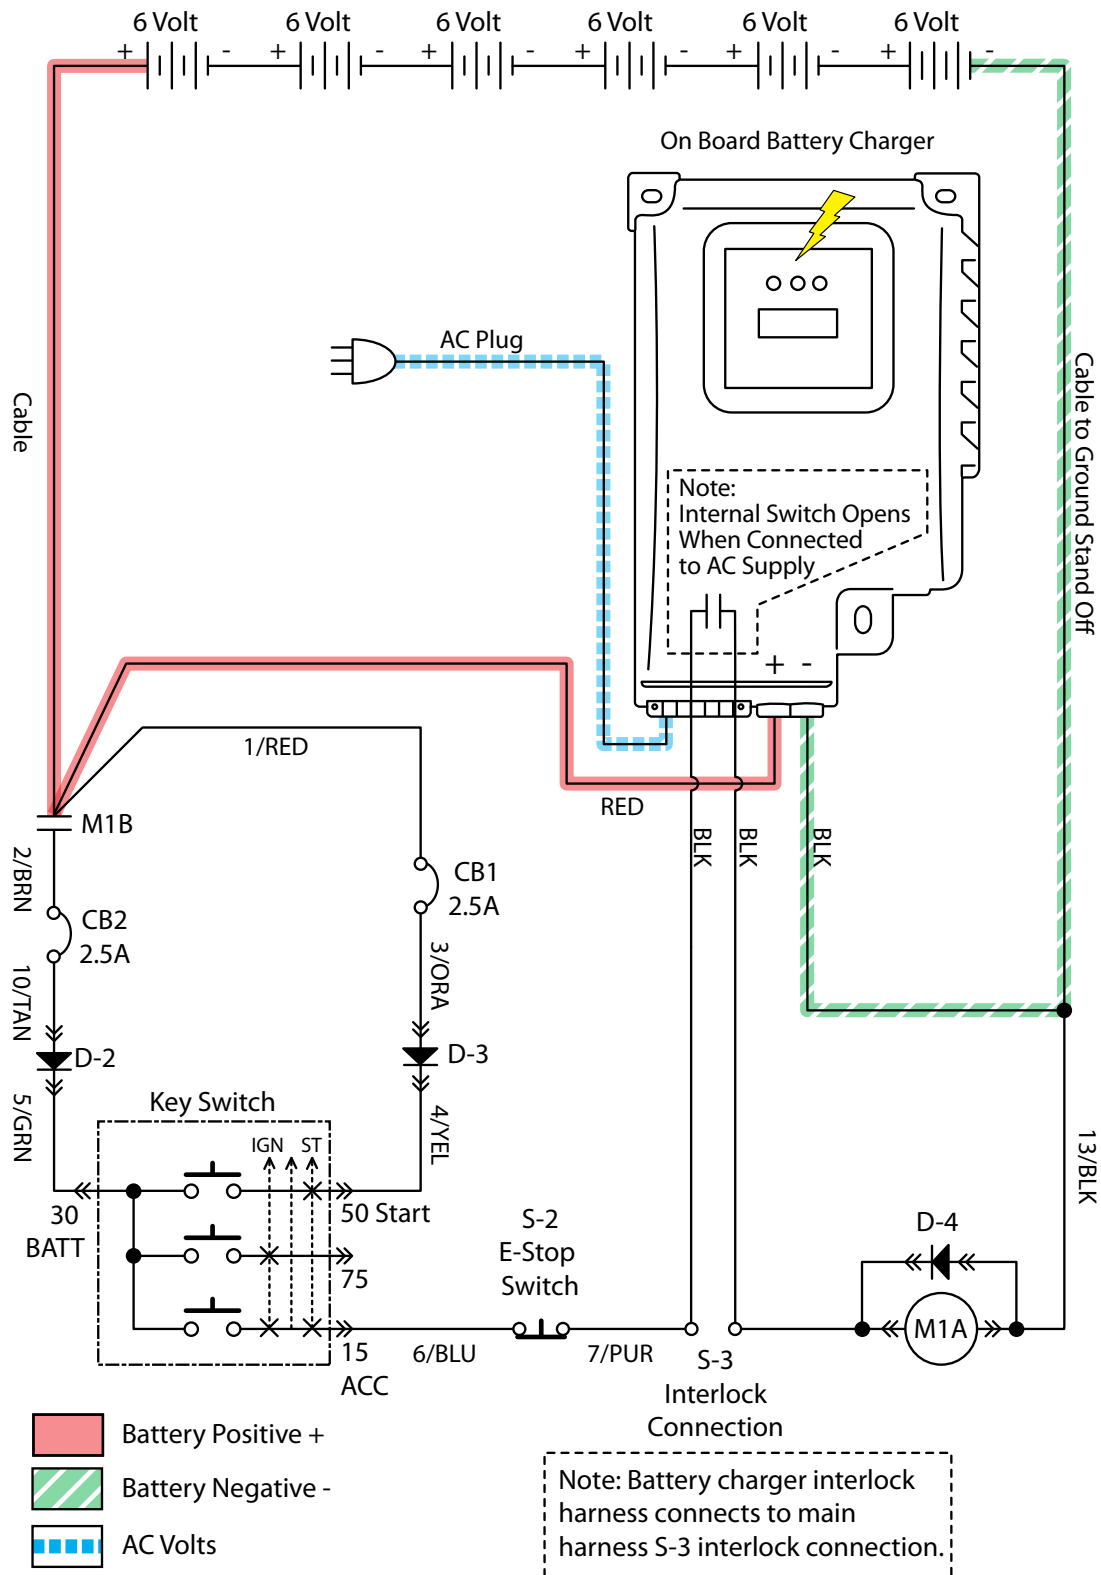 6 Volt 6 Volt 6 Volt 6 Volt 6 Volt 6 Volt
+ - + - + - + - + - + -
On Board Battery Charger
AC Plug
Cable
Cable to Ground Stand Off
Note:
Internal Switch Opens
When Connected
to AC Supply
+ -
1/RED
RED
M1B
BLK
BLK
BLK
2/BRN
CB1
2.5A
CB2
2.5A
3/ORA
10/TAN
D-2
D-3
5/GRN
Key Switch
4/YEL
IGN ST
13/BLK
30
BATT
50 Start
S-2
E-Stop
Switch
D-4
75
M1A
15
ACC
6/BLU
7/PUR
S-3
Interlock
Connection
Battery Positive +
Battery Negative -
AC Volts
Note: Battery charger interlock
harness connects to main
harness S-3 interlock connection.